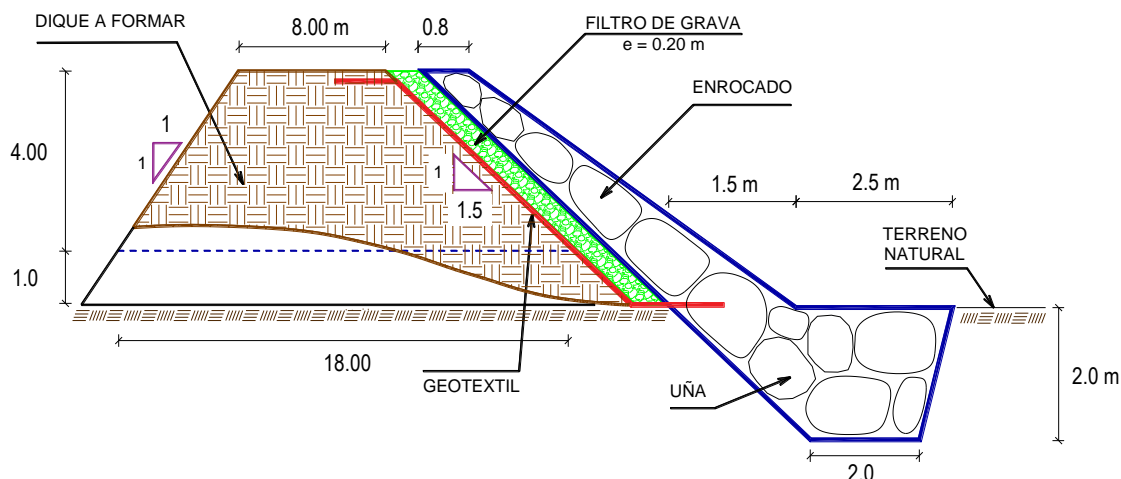 DIQUE A FORMAR
8.00 m
0.8
FILTRO DE GRAVA
e = 0.20 m
ENROCADO
1
1
4.00
1
1.5
1.5 m
2.5 m
TERRENO
NATURAL
1.0
18.00
GEOTEXTIL
UÑA
2.0 m
2.0